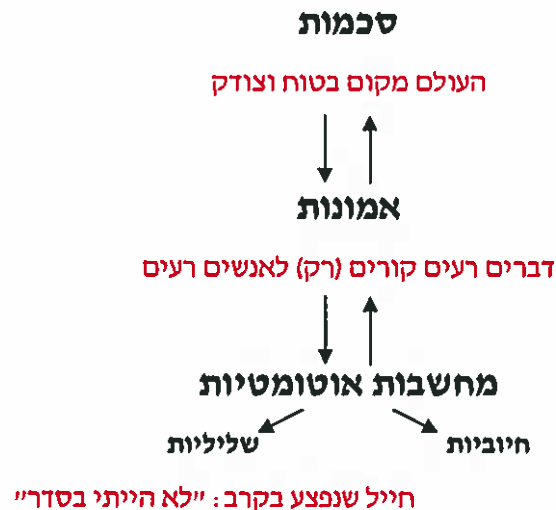 סכמות
העולם מקום בטוח וצודק
אמונות
דברים רעים קורים (רק) לאנשים רעים
מחשבות אוטומטיות
חיוביות
שליליות
חייל שנפצע בקרב: "לא הייתי בסדר"